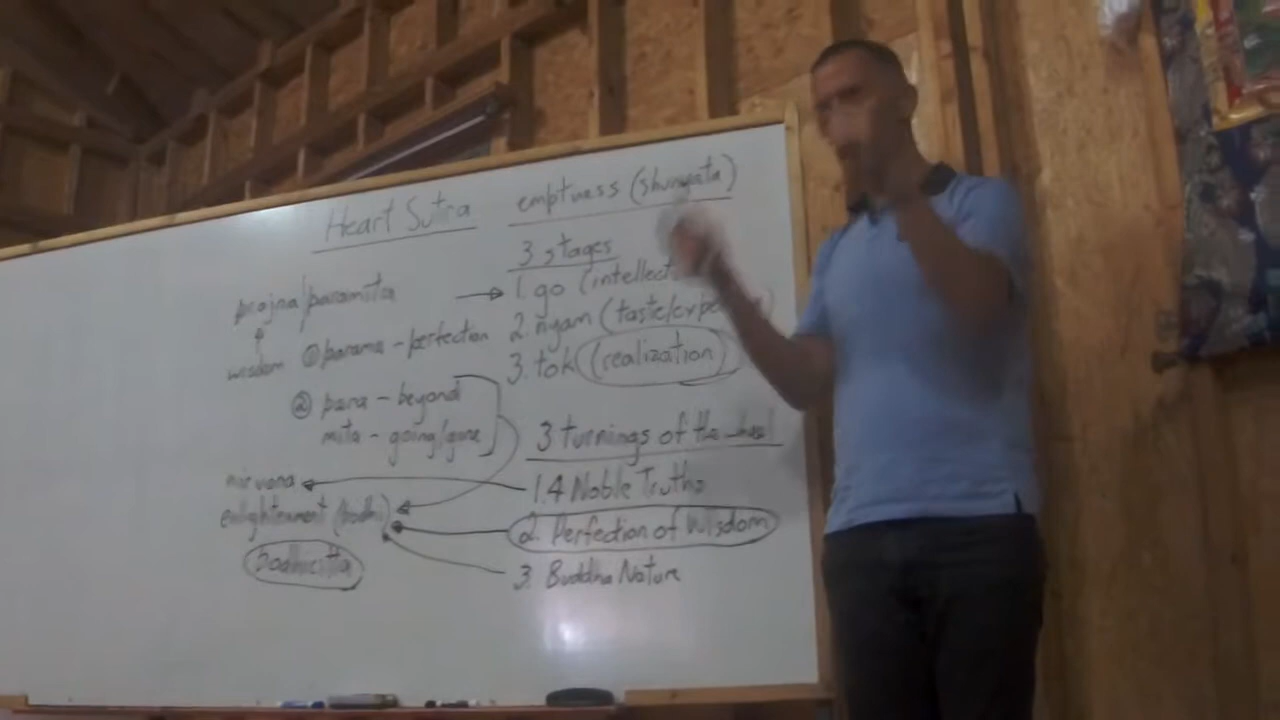 Heart Sutra
prajna/paramita
wisdom ① parama - perfection
② para - beyond
mita - going/gone
nirvana
enlightenment (bodhi)
bodhicitta
emptness (shunyata)
3 stages
1. go (intellect
2. nyam (taste/expe
3. tok (realization)
3 turnings of the wheel
1. 4 Noble Truths
2. Perfection of Wisdom
3. Buddha Nature